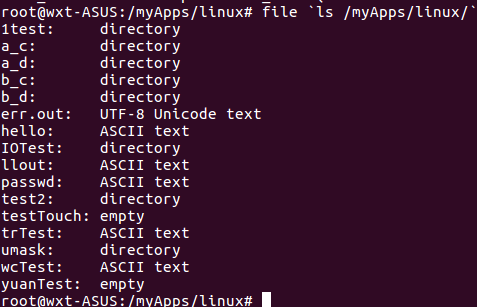 root@wxt-ASUS:/myApps/linux# file `ls /myApps/linux/`
1test:     directory
a_c:       directory
a_d:       directory
b_c:       directory
b_d:       directory
err.out:   UTF-8 Unicode text
hello:     ASCII text
IOTest:    directory
llout:     ASCII text
passwd:    ASCII text
test2:     directory
testTouch: empty
trTest:    ASCII text
umask:     directory
wcTest:    ASCII text
yuanTest:  empty
root@wxt-ASUS:/myApps/linux#